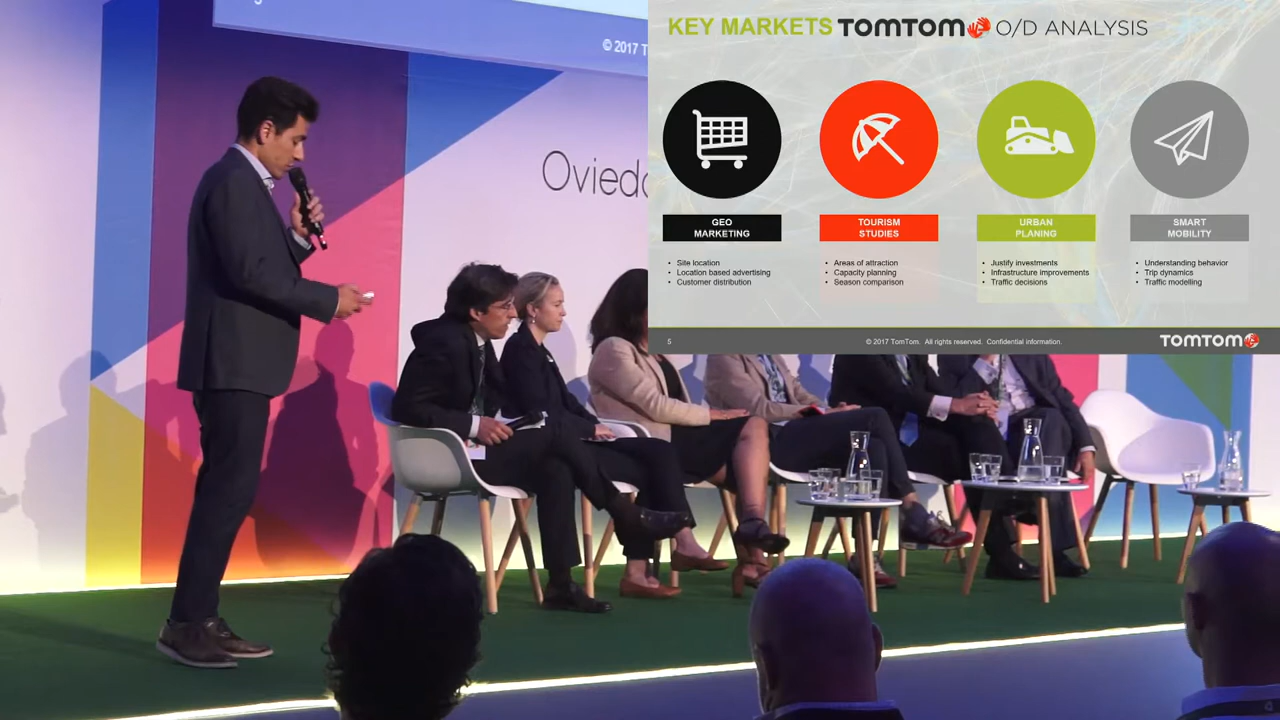 © 2017 T
Oviedo
KEY MARKETS TOMTOM O/D ANALYSIS
GEO
MARKETING
TOURISM
STUDIES
URBAN
PLANING
SMART
MOBILITY
• Site location
• Location based advertising
• Customer distribution
• Areas of attraction
• Capacity planning
• Season comparison
• Justify investments
• Infrastructure improvements
• Traffic decisions
• Understanding behavior
• Trip dynamics
• Traffic modelling
5
© 2017 TomTom. All rights reserved. Confidential information.
TOMTOM